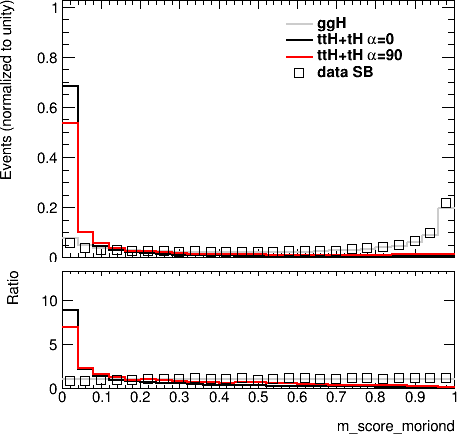 Events (normalized to unity)
1
0.8
0.6
0.4
0.2
0
ggH
ttH+tH α=0
ttH+tH α=90
data SB
Ratio
10
5
0
0 0.1 0.2 0.3 0.4 0.5 0.6 0.7 0.8 0.9 1
m_score_moriond